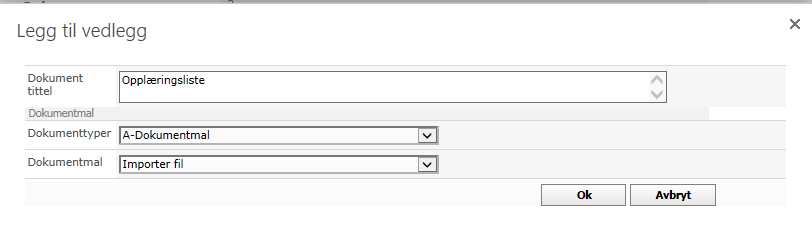 Legg til vedlegg
Dokument tittel
Opplæringsliste
Dokumentmal
Dokumenttyper
A-Dokumentmal
Dokumentmal
Importer fil
Ok
Avbryt